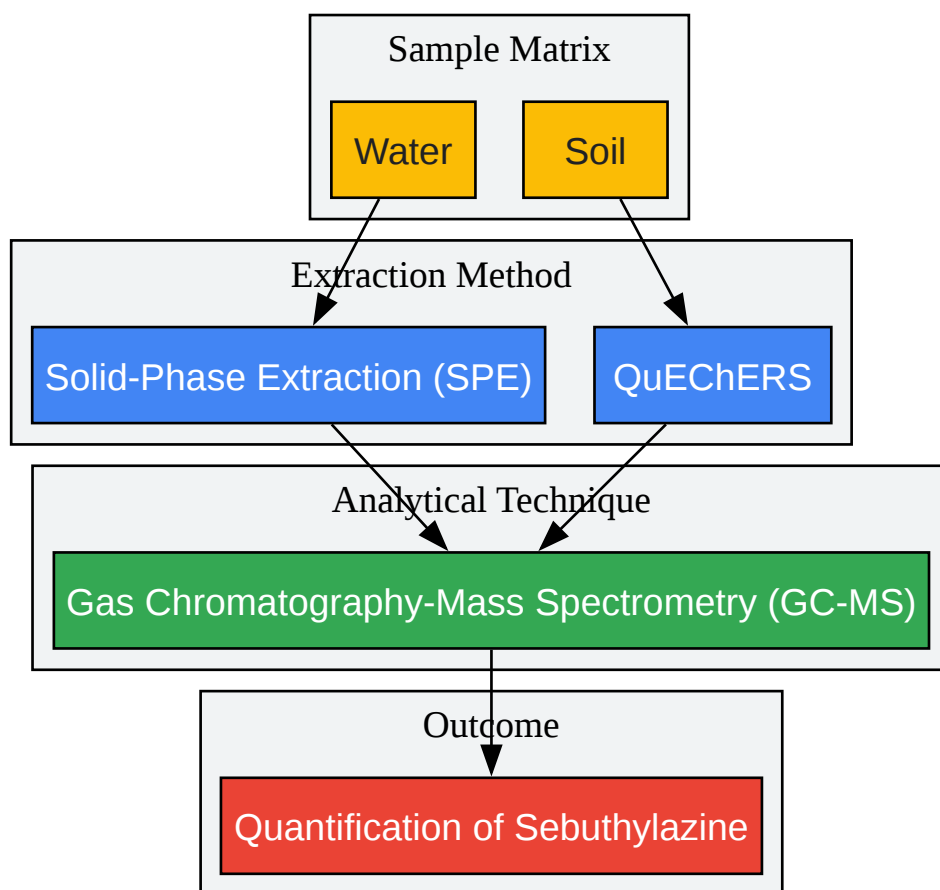 Sample Matrix
Water
Soil
Extraction Method
Solid-Phase Extraction (SPE)
QuEChERS
Analytical Technique
Gas Chromatography-Mass Spectrometry (GC-MS)
Outcome
Quantification of Sebuthylazine